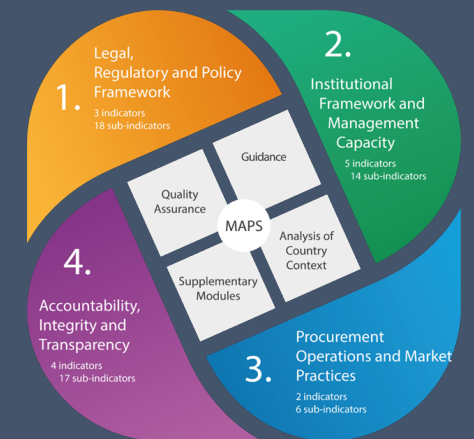 1.
Legal,
Regulatory and Policy
Framework
3 indicators
18 sub-indicators
2.
Institutional
Framework and
Management
Capacity
5 indicators
14 sub-indicators
Guidance
Quality
Assurance
MAPS
Analysis of
Country
Context
Supplementary
Modules
4.
Accountability,
Integrity and
Transparency
4 indicators
17 sub-indicators
3.
Procurement
Operations and Market
Practices
2 indicators
6 sub-indicators